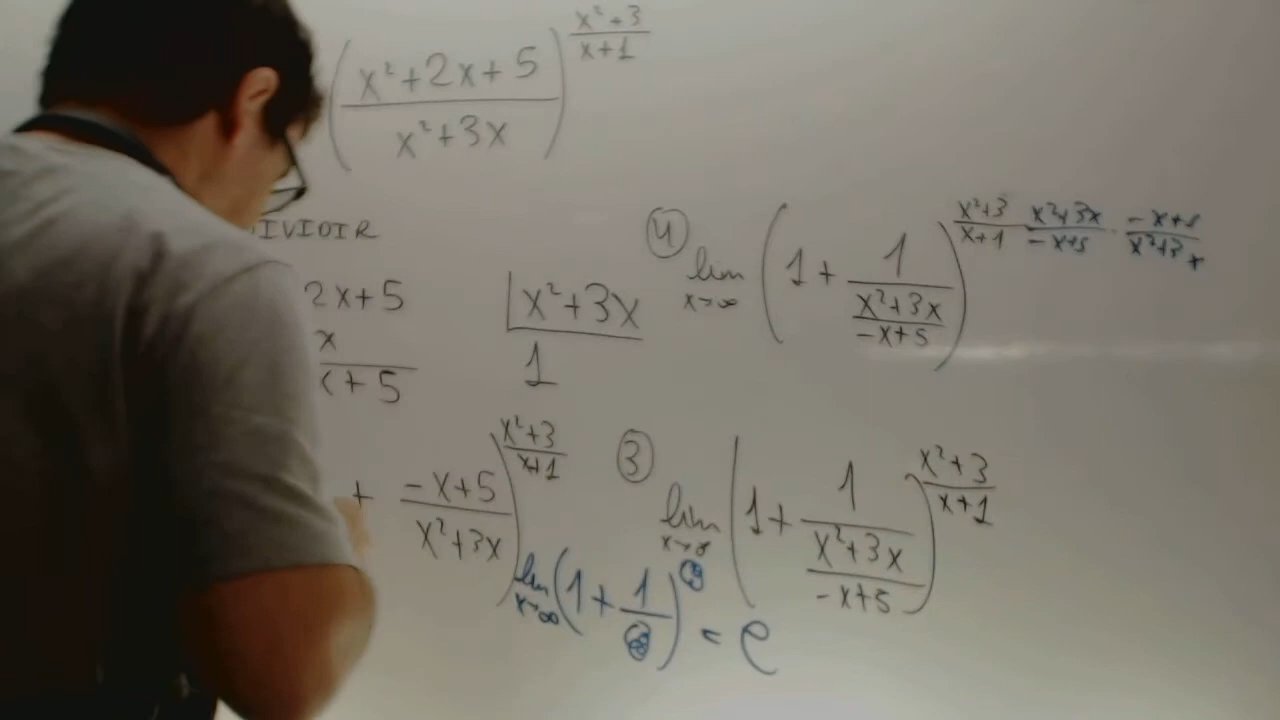 (x²+2x+5 / x²+3x)^(x²+3 / x+1)
IVIDIR
2x+5 |x²+3x
x 1
x+5
④ lim x→∞ (1 + 1 / (x²+3x / -x+5))^(x²+3 / x+1 · x²+3x / -x+5 · -x+5 / x²+3x)
+ -x+5 / x²+3x)^(x²+3 / x+1)
③ lim x→∞ (1 + 1 / (x²+3x / -x+5))^(x²+3 / x+1)
lim x→∞ (1 + 1 / ☺)^☺ = e